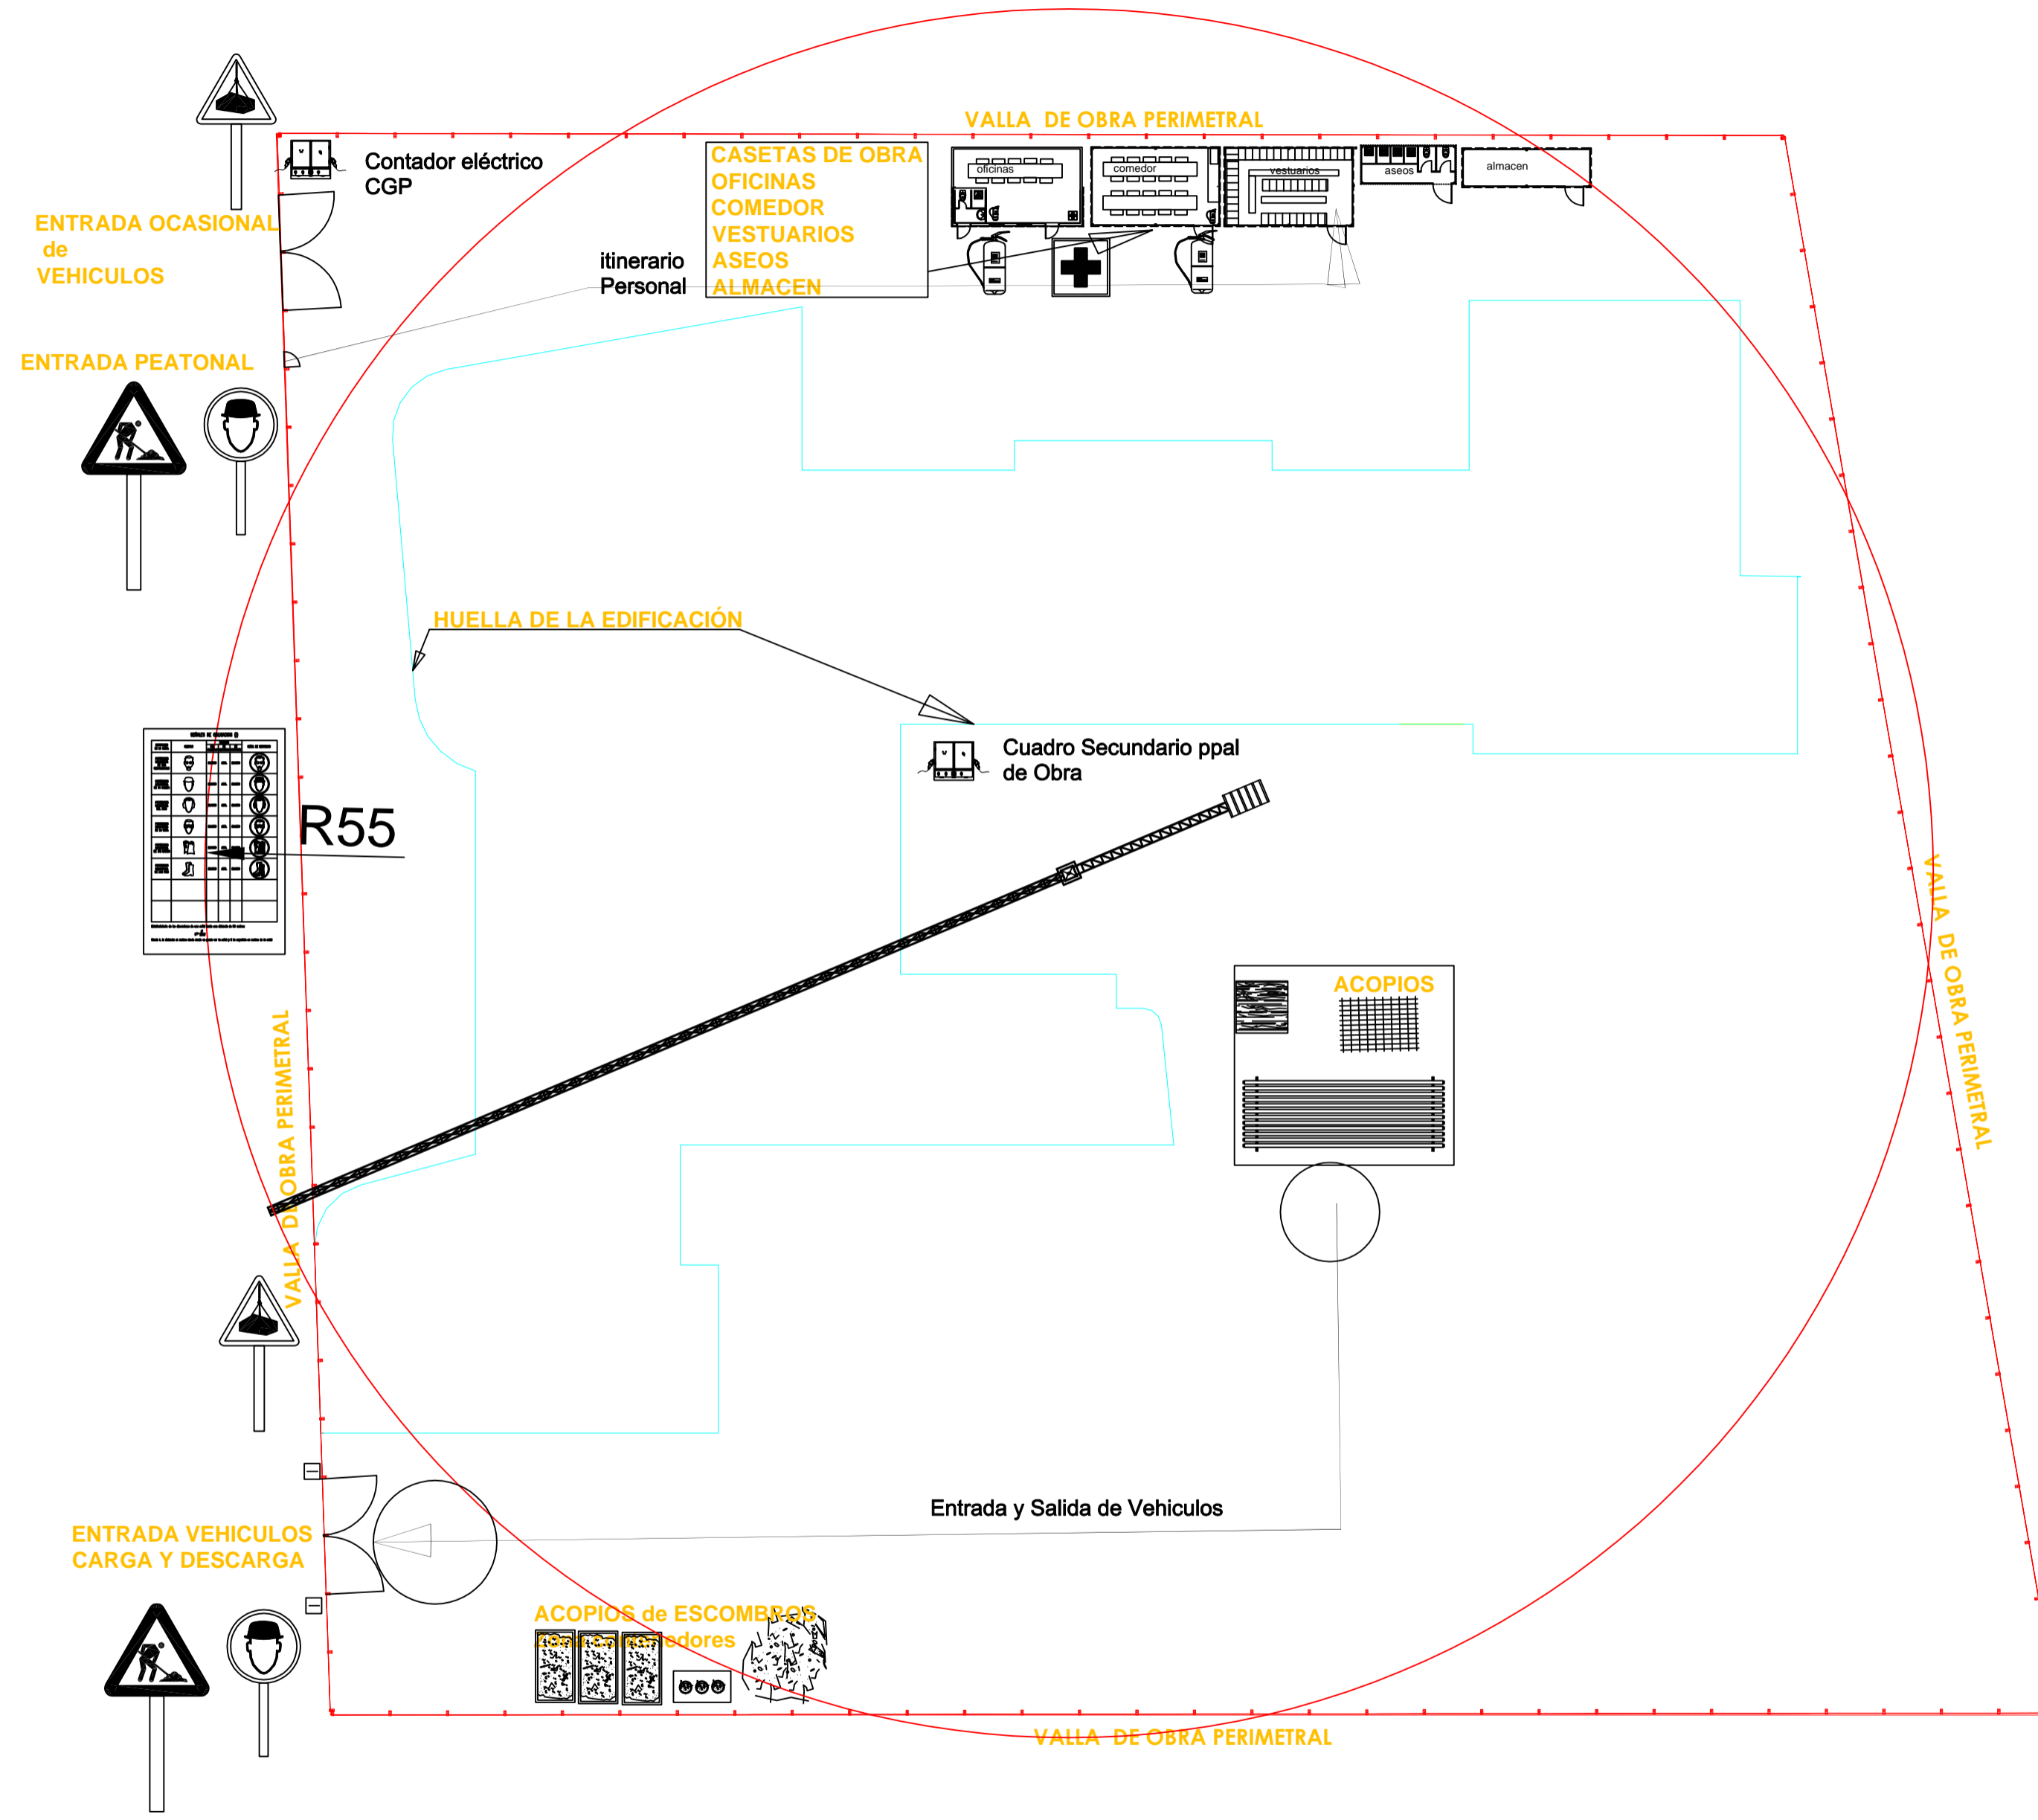 VALLA DE OBRA PERIMETRAL
Contador eléctrico
CGP
CASETAS DE OBRA
OFICINAS
COMEDOR
VESTUARIOS
ASEOS
ALMACEN
oficinas
comedor
vestuarios
aseos
almacen
ENTRADA OCASIONAL
de
VEHICULOS
itinerario
Personal
ENTRADA PEATONAL
HUELLA DE LA EDIFICACIÓN
Cuadro Secundario ppal
de Obra
R55
VALLA DE OBRA PERIMETRAL
ACOPIOS
VALLA DE OBRA PERIMETRAL
Entrada y Salida de Vehiculos
ENTRADA VEHICULOS
CARGA Y DESCARGA
ACOPIOS de ESCOMBROS
zona contenedores
VALLA DE OBRA PERIMETRAL